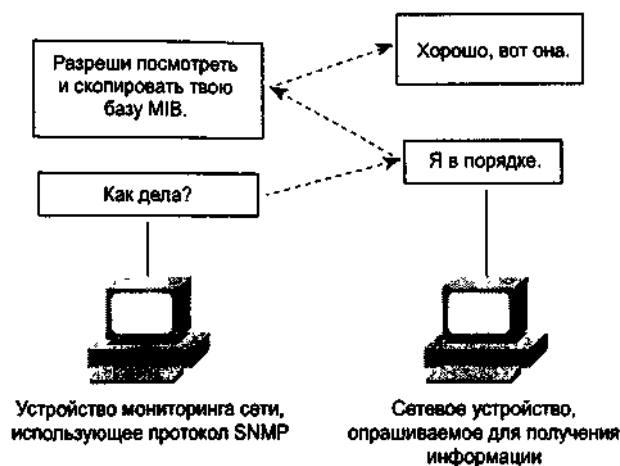 Разреши посмотреть
и скопировать твою
базу MIB.
Хорошо, вот она.
Я в порядке.
Как дела?
Устройство мониторинга сети,
использующее протокол SNMP
Сетевое устройство,
опрашиваемое для получения
информации